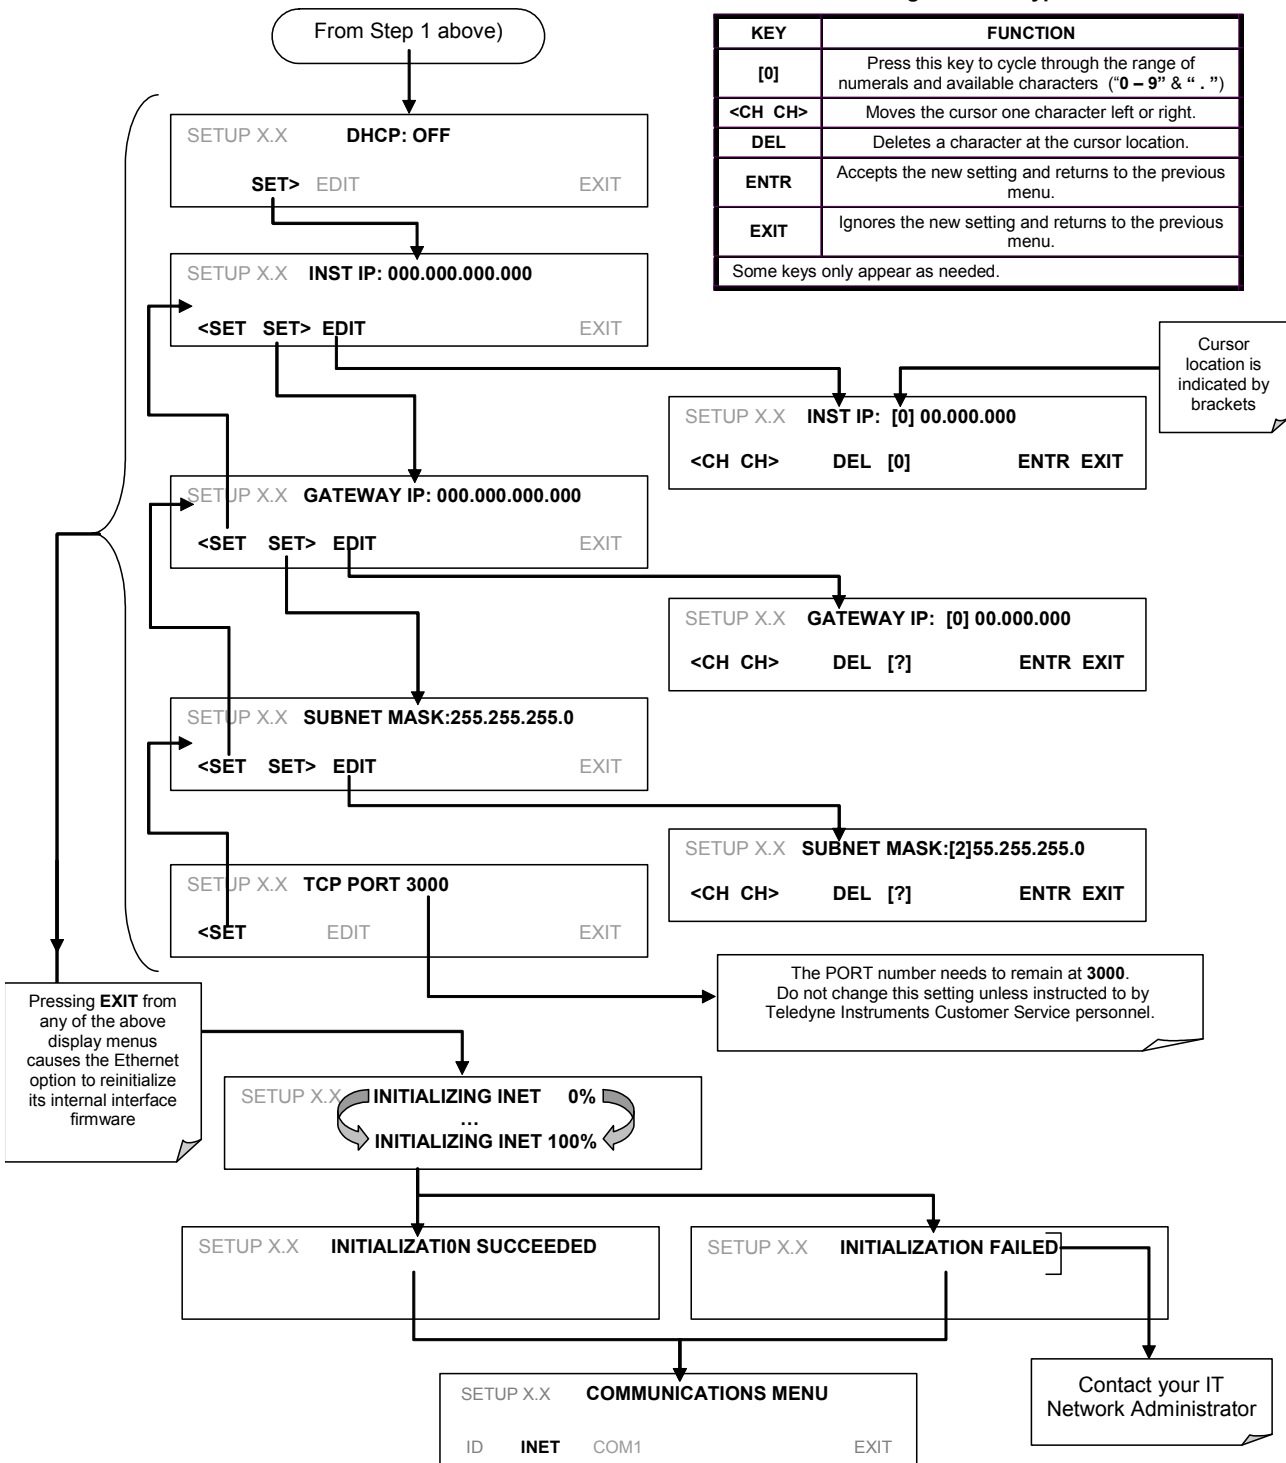 From Step 1 above)
KEY FUNCTION
[0] Press this key to cycle through the range of
numerals and available characters (“0 – 9” & “ . ”)
<CH CH> Moves the cursor one character left or right.
DEL Deletes a character at the cursor location.
ENTR Accepts the new setting and returns to the previous
menu.
EXIT Ignores the new setting and returns to the previous
menu.
Some keys only appear as needed.
SETUP X.X DHCP: OFF
SET> EDIT EXIT
SETUP X.X INST IP: 000.000.000.000
<SET SET> EDIT EXIT
Cursor
location is
indicated by
brackets
SETUP X.X INST IP: [0] 00.000.000
<CH CH> DEL [0] ENTR EXIT
SETUP X.X GATEWAY IP: 000.000.000.000
<SET SET> EDIT EXIT
SETUP X.X GATEWAY IP: [0] 00.000.000
<CH CH> DEL [?] ENTR EXIT
SETUP X.X SUBNET MASK:255.255.255.0
<SET SET> EDIT EXIT
SETUP X.X SUBNET MASK:[2]55.255.255.0
<CH CH> DEL [?] ENTR EXIT
SETUP X.X TCP PORT 3000
<SET EDIT EXIT
The PORT number needs to remain at 3000.
Do not change this setting unless instructed to by
Teledyne Instruments Customer Service personnel.
Pressing EXIT from
any of the above
display menus
causes the Ethernet
option to reinitialize
its internal interface
firmware
SETUP X.X INITIALIZING INET 0%
…
INITIALIZING INET 100%
SETUP X.X INITIALIZATI0N SUCCEEDED
SETUP X.X INITIALIZATION FAILED
Contact your IT
Network Administrator
SETUP X.X COMMUNICATIONS MENU
ID INET COM1 EXIT